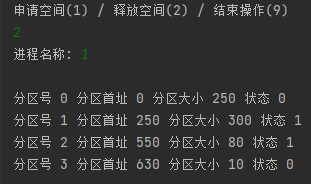 申请空间(1) / 释放空间(2) / 结束操作(9)
2
进程名称: 1
分区号 0 分区首址 0 分区大小 250 状态 0
分区号 1 分区首址 250 分区大小 300 状态 1
分区号 2 分区首址 550 分区大小 80 状态 1
分区号 3 分区首址 630 分区大小 10 状态 0